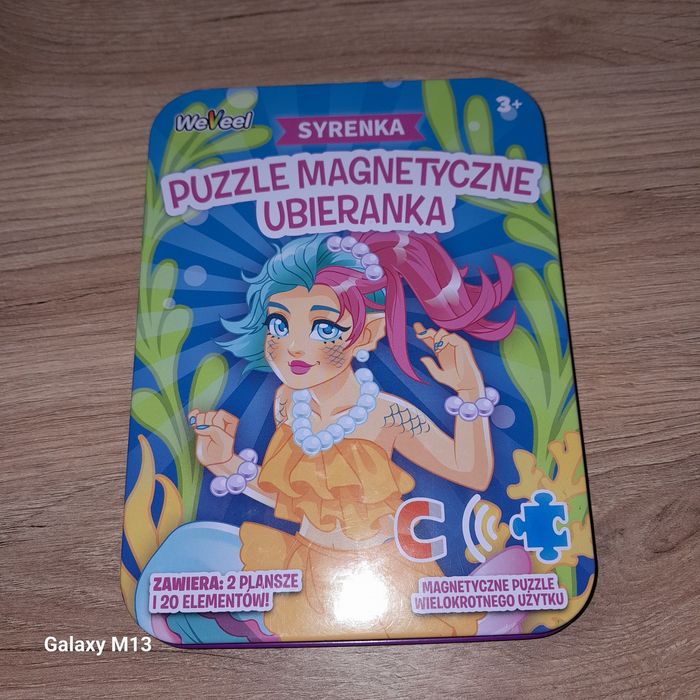 WeVeel
3+
SYRENKA
PUZZLE MAGNETYCZNE
UBIERANKA
ZAWIERA: 2 PLANSZE
I 20 ELEMENTÓW!
MAGNETYCZNE PUZZLE
WIELOKROTNEGO UŻYTKU
Galaxy M13